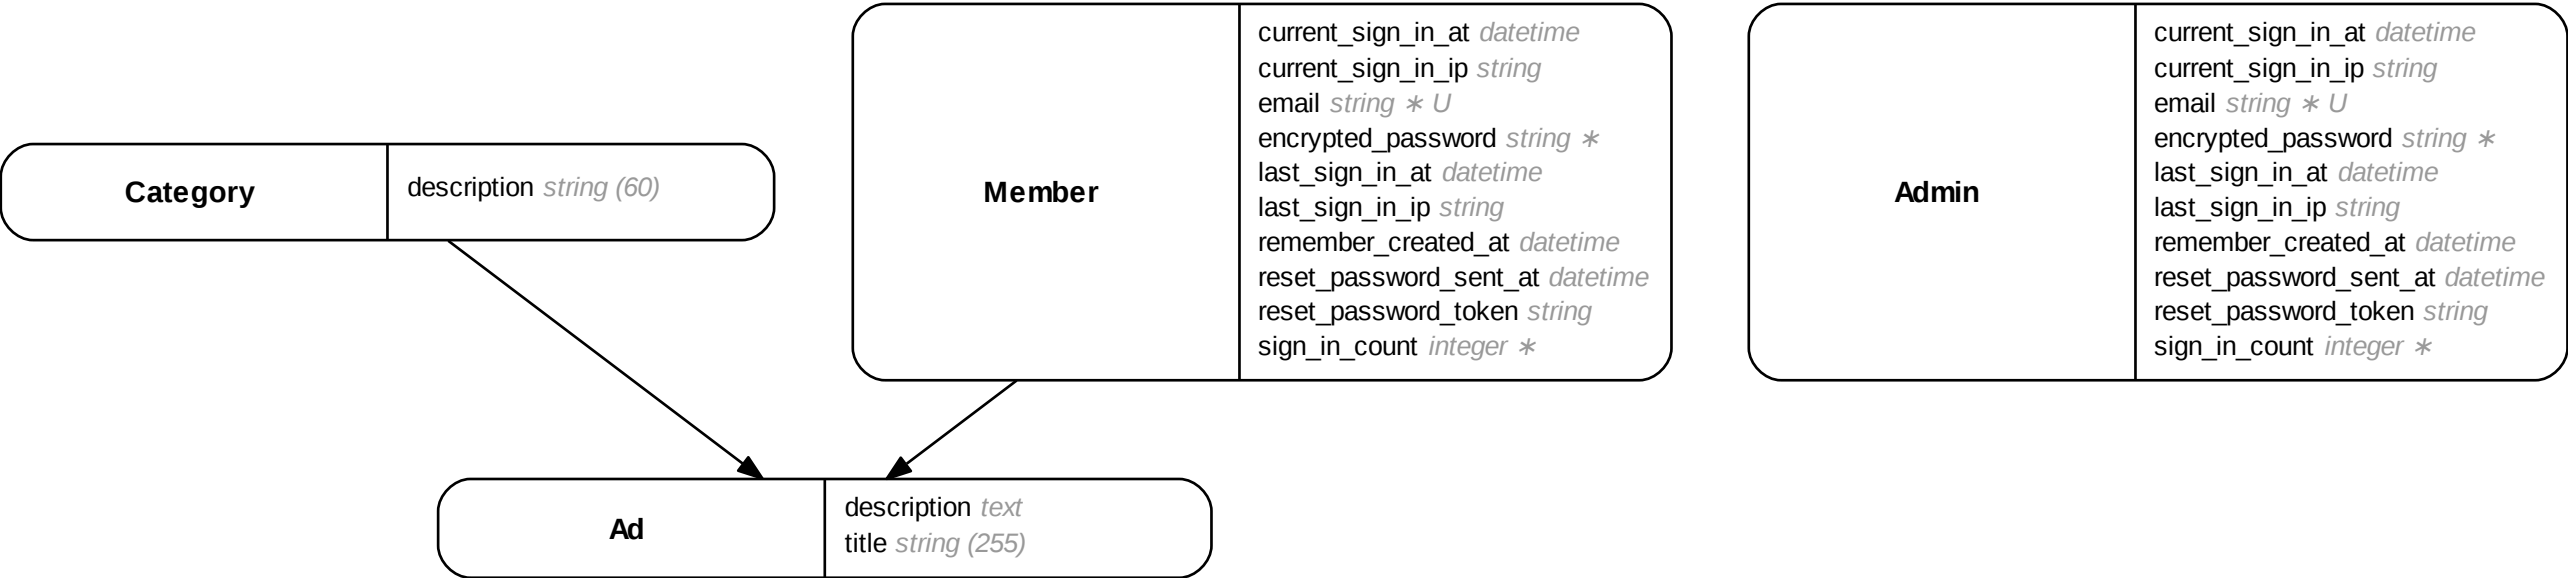 Category
description string (60)
Member
current_sign_in_at datetime
current_sign_in_ip string
email string ∗ U
encrypted_password string ∗
last_sign_in_at datetime
last_sign_in_ip string
remember_created_at datetime
reset_password_sent_at datetime
reset_password_token string
sign_in_count integer ∗
Admin
current_sign_in_at datetime
current_sign_in_ip string
email string ∗ U
encrypted_password string ∗
last_sign_in_at datetime
last_sign_in_ip string
remember_created_at datetime
reset_password_sent_at datetime
reset_password_token string
sign_in_count integer ∗
Ad
description text
title string (255)